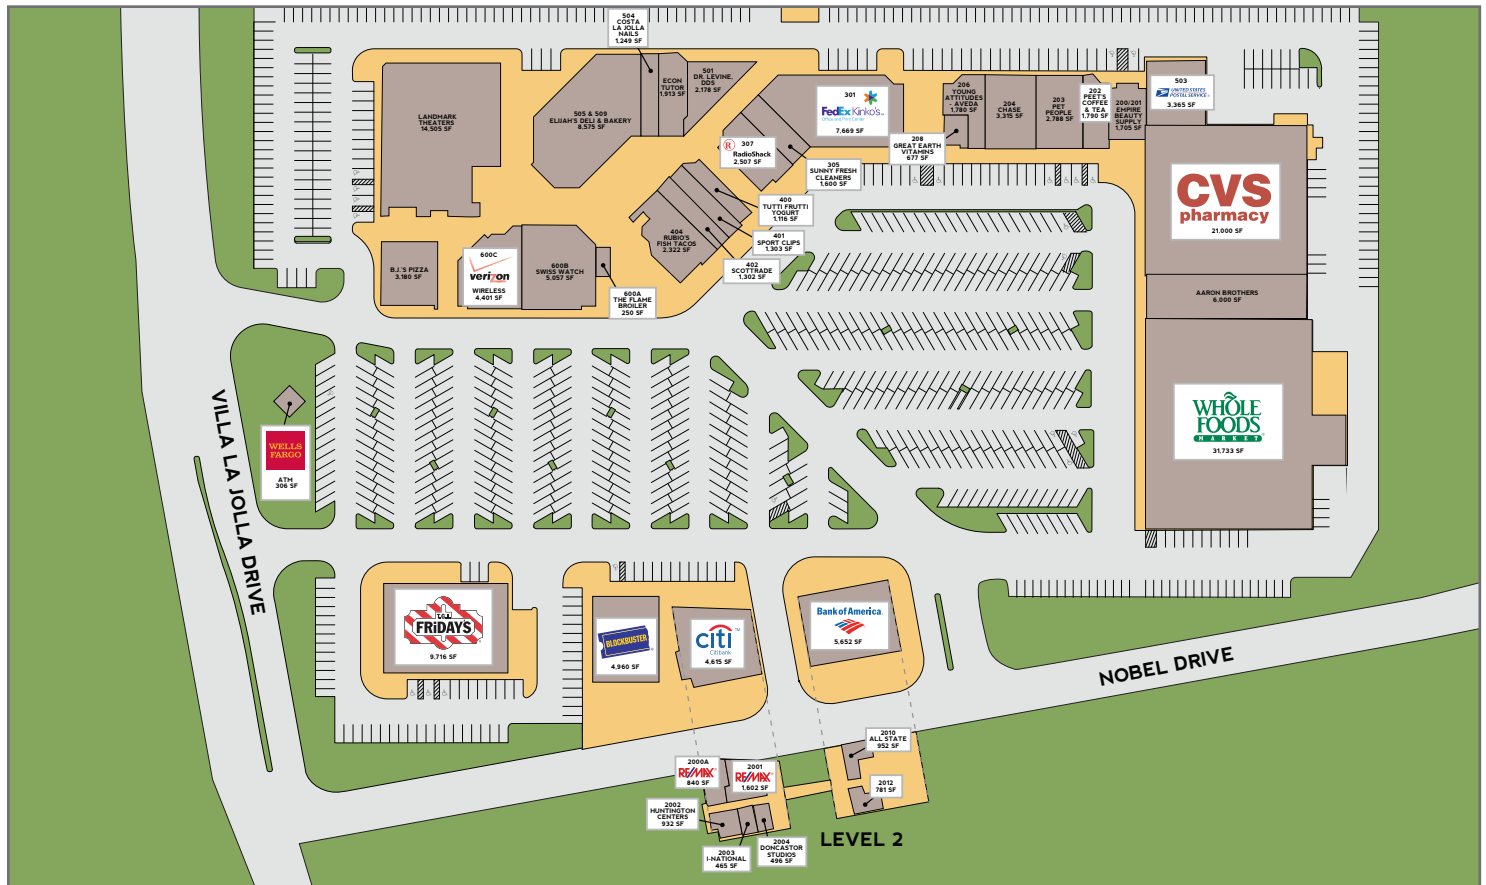 504
COSTA
LA JOLLA
NAILS
1,249 SF
LANDMARK
THEATERS
14,505 SF
505 & 509
ELIJAH'S DELI & BAKERY
8,575 SF
ECON
TUTOR
1,913 SF
501
DR. LEVINE,
DDS
2,178 SF
301
FedEx Kinko's
Office and Print Center
7,669 SF
307
RadioShack
2,507 SF
305
SUNNY FRESH
CLEANERS
1,600 SF
208
GREAT EARTH
VITAMINS
677 SF
206
YOUNG
ATTITUDES
- AVEDA
1,780 SF
204
CHASE
3,315 SF
203
PET
PEOPLE
2,788 SF
202
PEET'S
COFFEE
& TEA
1,790 SF
200/201
EMPIRE
BEAUTY
SUPPLY
1,705 SF
503
UNITED STATES
POSTAL SERVICE
3,365 SF
CVS
pharmacy
21,000 SF
AARON BROTHERS
6,000 SF
WHOLE
FOODS
MARKET
31,733 SF
400
TUTTI FRUTTI
YOGURT
1,116 SF
401
SPORT CLIPS
1,303 SF
402
SCOTTRADE
1,302 SF
404
RUBIO'S
FISH TACOS
2,322 SF
B.J.'S PIZZA
3,180 SF
600C
verizon
WIRELESS
4,401 SF
600B
SWISS WATCH
5,057 SF
600A
THE FLAME
BROILER
250 SF
WELLS
FARGO
ATM
306 SF
VILLA LA JOLLA DRIVE
T.G.I.
FRiDAY'S
9,716 SF
BLOCKBUSTER
4,960 SF
citi
Citibank
4,615 SF
Bank of America
5,652 SF
NOBEL DRIVE
2010
ALL STATE
952 SF
2012
781 SF
2000A
RE/MAX
840 SF
2001
RE/MAX
1,602 SF
2002
HUNTINGTON
CENTERS
932 SF
2003
I-NATIONAL
465 SF
2004
DONCASTOR
STUDIOS
496 SF
LEVEL 2